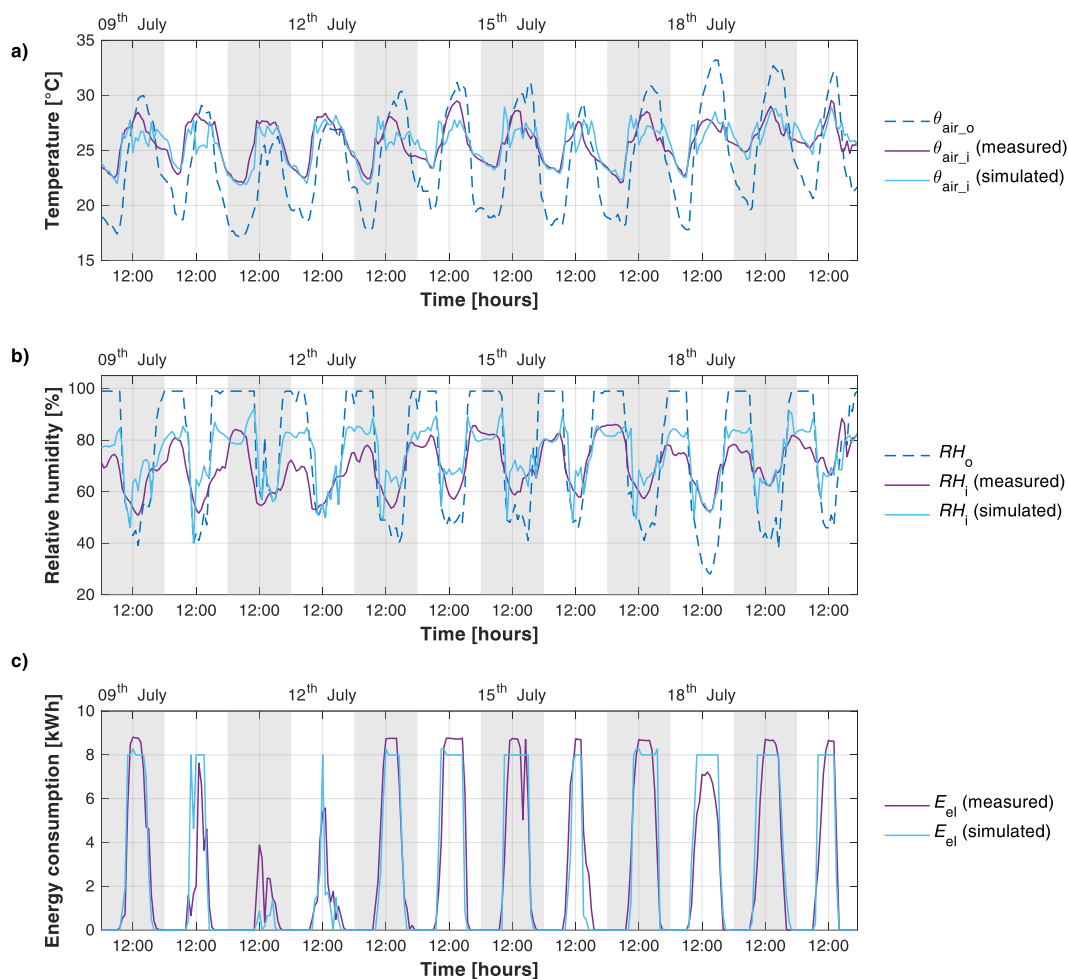 09th July 12th July 15th July 18th July
a)
35
30
25
20
15
Temperature [°C]
12:00 12:00 12:00 12:00 12:00 12:00 12:00 12:00 12:00 12:00 12:00 12:00
Time [hours]
θair_o
θair_i (measured)
θair_i (simulated)
b)
09th July 12th July 15th July 18th July
100
80
60
40
20
Relative humidity [%]
12:00 12:00 12:00 12:00 12:00 12:00 12:00 12:00 12:00 12:00 12:00 12:00
Time [hours]
RHo
RHi (measured)
RHi (simulated)
c)
09th July 12th July 15th July 18th July
10
8
6
4
2
0
Energy consumption [kWh]
12:00 12:00 12:00 12:00 12:00 12:00 12:00 12:00 12:00 12:00 12:00 12:00
Time [hours]
Eel (measured)
Eel (simulated)